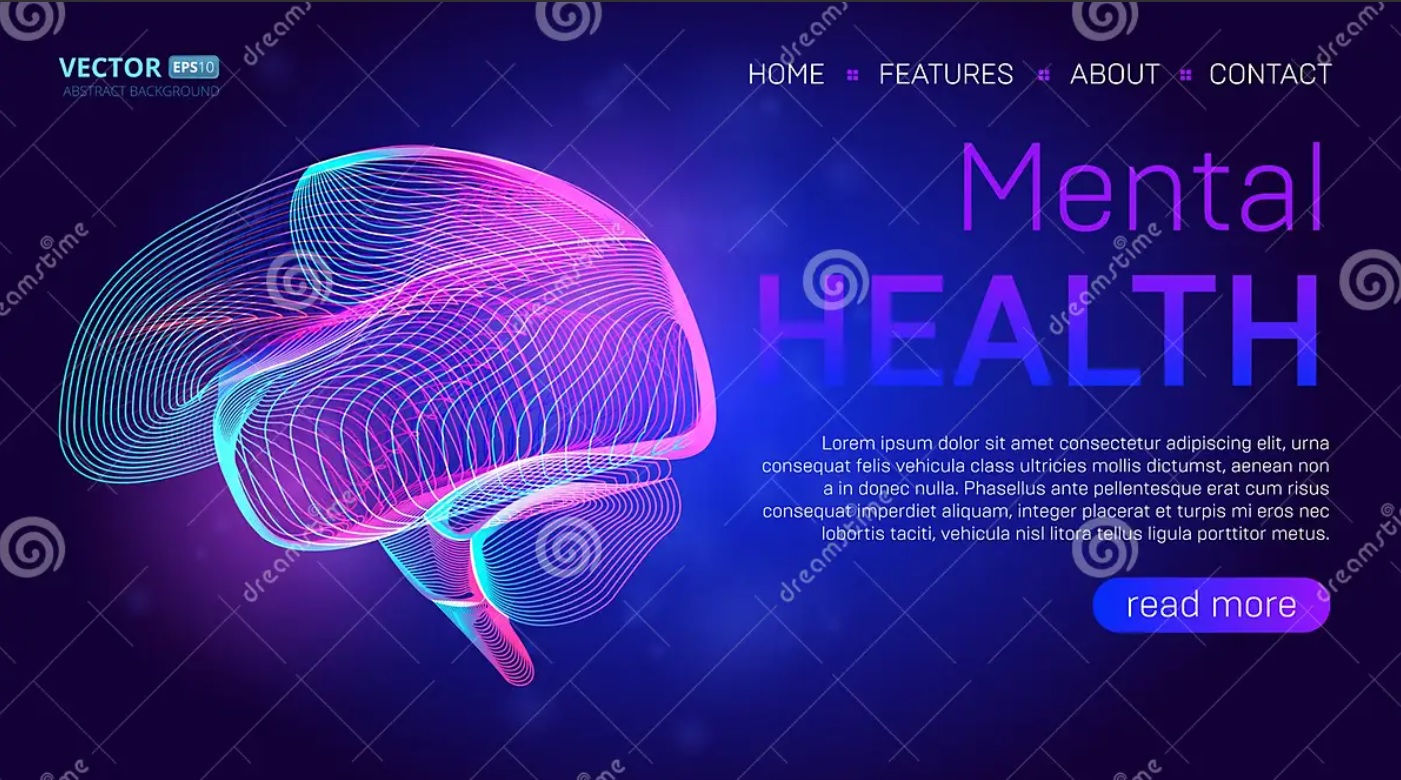 VECTOR EPS10
ABSTRACT BACKGROUND
HOME FEATURES ABOUT CONTACT
Mental
HEALTH
Lorem ipsum dolor sit amet consectetur adipiscing elit, urna
consequat felis vehicula class ultricies mollis dictumst, aenean non
a in donec nulla. Phasellus ante pellentesque erat cum risus
consequat imperdiet aliquam, integer placerat et turpis mi eros nec
lobortis taciti, vehicula nisl litora tellus ligula porttitor metus.
read more
dreamstime
dreamstime
dreamstime
dreamstime
dreamstime
dreamstime
dreamstime
dreamstime
dreamstime